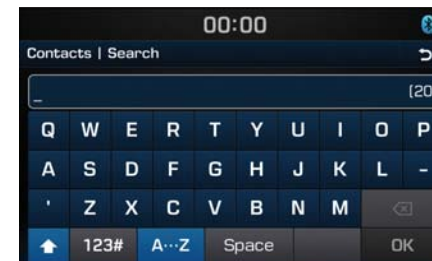 00:00
Contacts | Search
_ (20
Q W E R T Y U I O P
A S D F G H J K L -
' Z X C V B N M
123# A···Z Space OK